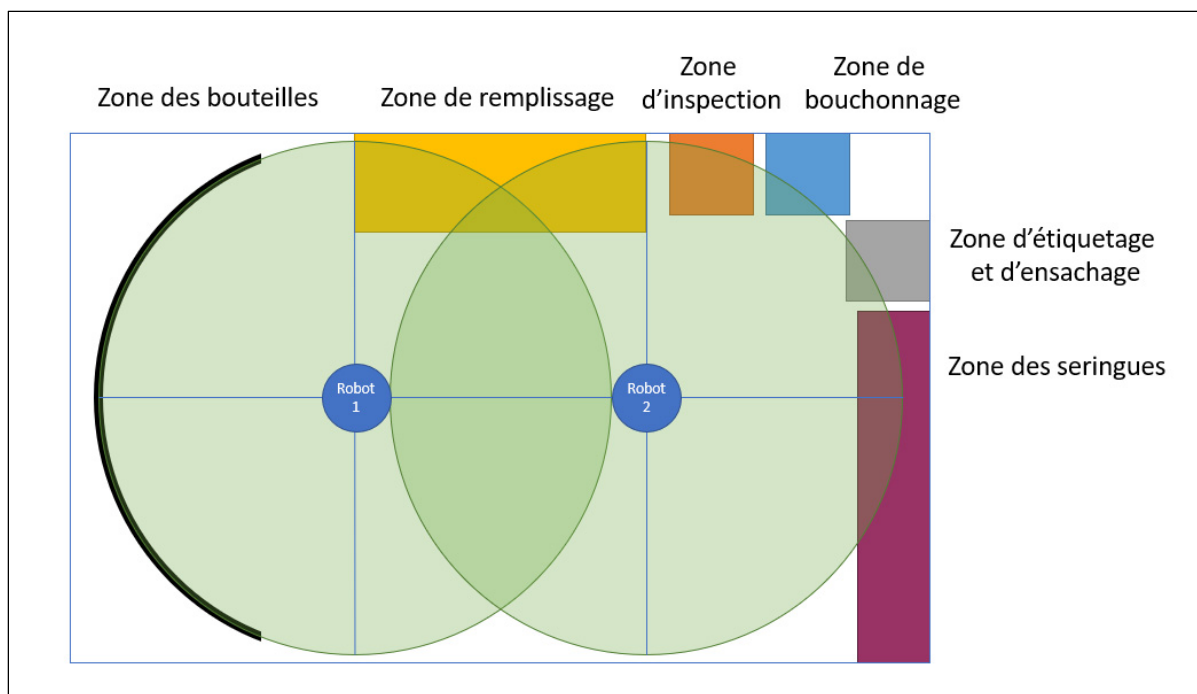 Zone des bouteilles
Zone de remplissage
Zone
d’inspection
Zone de
bouchonnage
Zone d’étiquetage
et d’ensachage
Zone des seringues
Robot
1
Robot
2